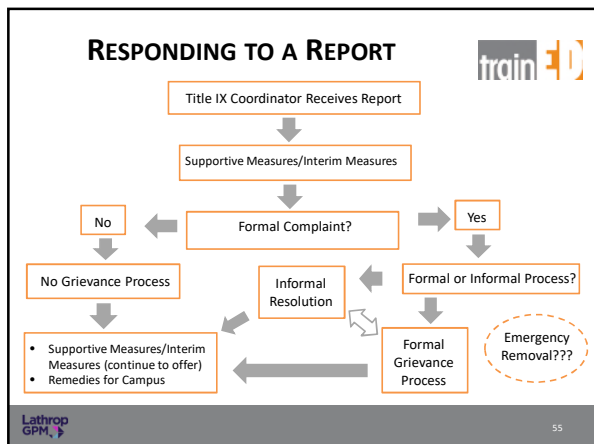 RESPONDING TO A REPORT
trainED
Title IX Coordinator Receives Report
Supportive Measures/Interim Measures
No
Formal Complaint?
Yes
No Grievance Process
Informal
Resolution
Formal or Informal Process?
• Supportive Measures/Interim
Measures (continue to offer)
• Remedies for Campus
Formal
Grievance
Process
Emergency
Removal???
Lathrop
GPM
55